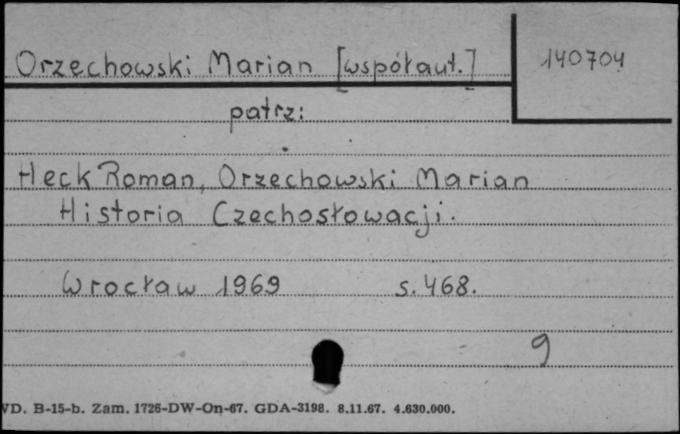 Orzechowski Marian [współaut.]
140704
patrz:
Heck Roman, Orzechowski Marian
Historia Czechosłowacji.
Wrocław 1969 s. 468.
9
VD. B-15-b. Zam. 1726-DW-On-67. GDA-3198. 8.11.67. 4.630.000.